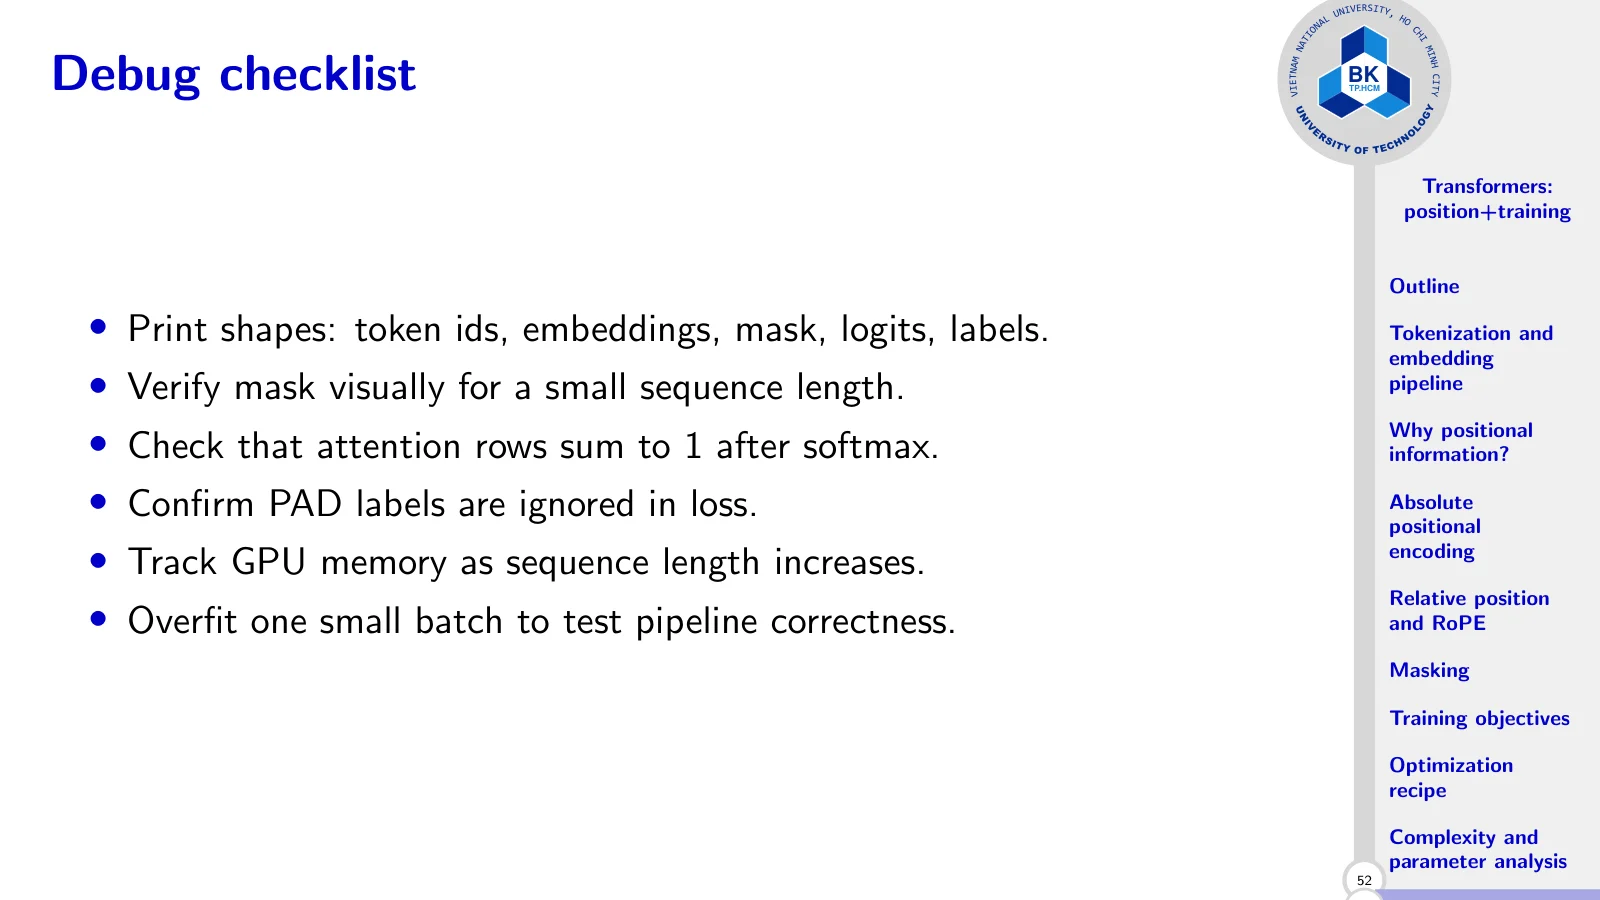 Debug checklist
• Print shapes: token ids, embeddings, mask, logits, labels.
• Verify mask visually for a small sequence length.
• Check that attention rows sum to 1 after softmax.
• Confirm PAD labels are ignored in loss.
• Track GPU memory as sequence length increases.
• Overfit one small batch to test pipeline correctness.
VIETNAM NATIONAL UNIVERSITY, HO CHI MINH CITY
BK
TP.HCM
UNIVERSITY OF TECHNOLOGY
Transformers:
position+training
Outline
Tokenization and
embedding
pipeline
Why positional
information?
Absolute
positional
encoding
Relative position
and RoPE
Masking
Training objectives
Optimization
recipe
Complexity and
parameter analysis
52